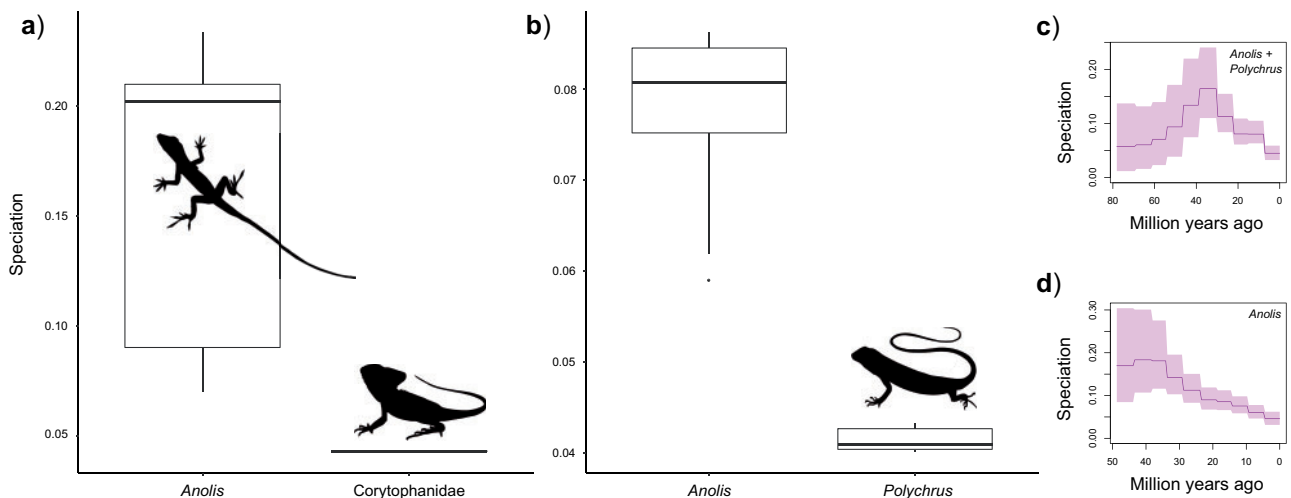 a)
Speciation
0.20
0.15
0.10
0.05
Anolis
Corytophanidae
b)
0.08
0.07
0.06
0.05
0.04
Anolis
Polychrus
c)
Speciation
0.20
0.10
0.00
Anolis +
Polychrus
80 60 40 20 0
Million years ago
d)
Speciation
0.30
0.20
0.10
0.00
Anolis
50 40 30 20 10 0
Million years ago